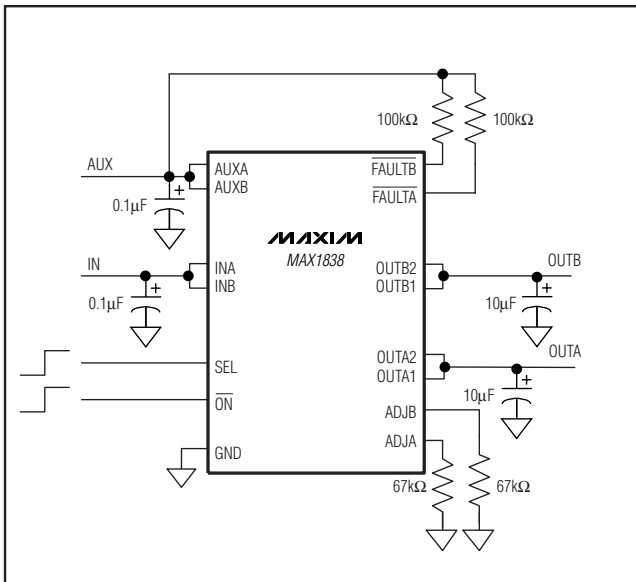 100kΩ 100kΩ
AUX
AUXA
AUXB
FAULTB
FAULTA
+
0.1µF
MAXIM
MAX1838
IN
INA
INB
OUTB2
OUTB1
OUTB
+
0.1µF
+
10µF
OUTA2
OUTA1
OUTA
SEL
+
10µF
ON
ADJB
ADJA
GND
67kΩ 67kΩ